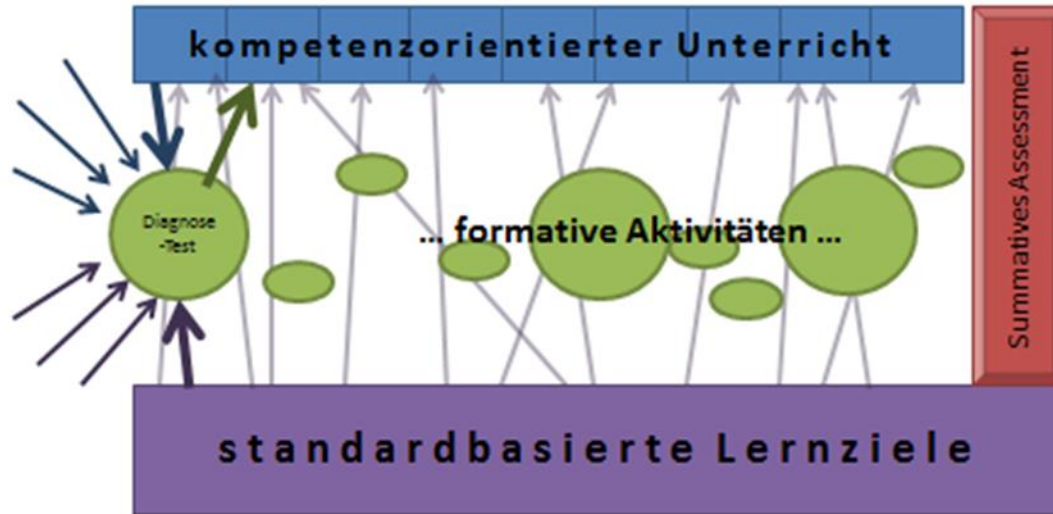 kompetenzorientierter Unterricht
Summatives Assessment
Diagnose
-Test
... formative Aktivitäten ...
standardbasierte Lernziele